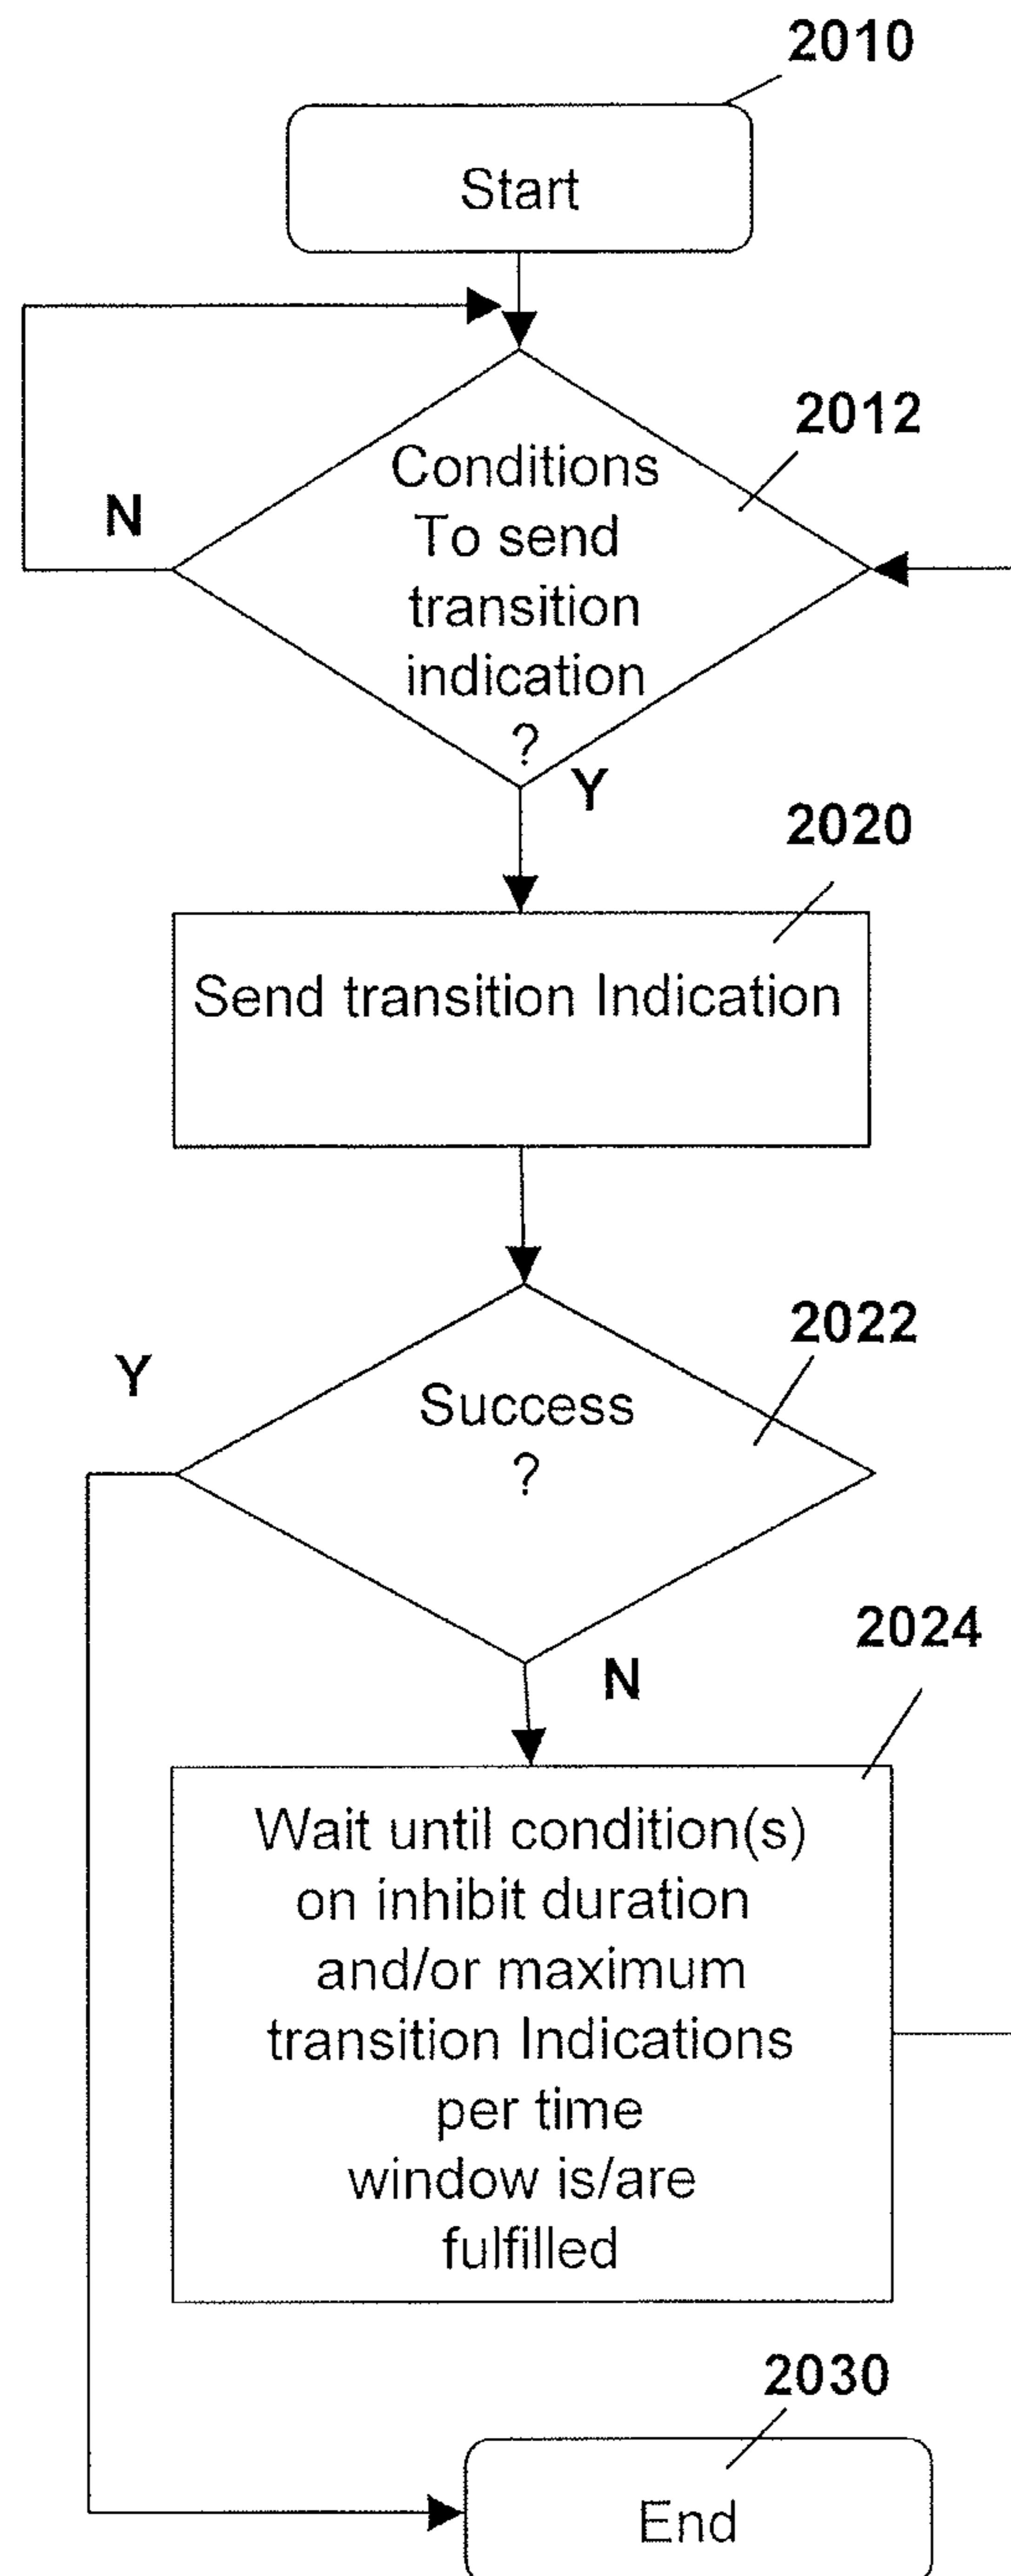 2010
Start
2012
Conditions
To send
transition
indication
?
N
Y
2020
Send transition Indication
2022
Y
Success
?
N
2024
Wait until condition(s)
on inhibit duration
and/or maximum
transition Indications
per time
window is/are
fulfilled
2030
End